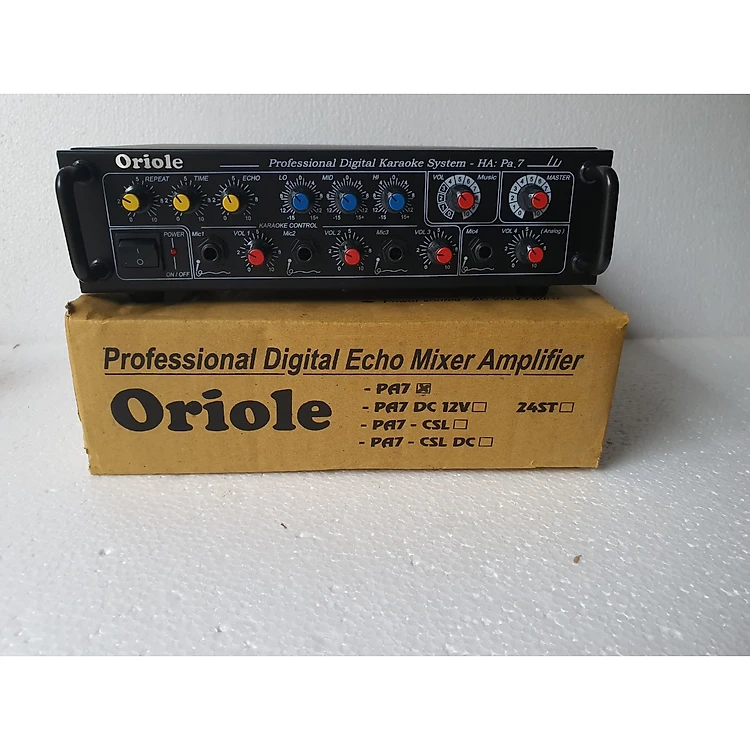 Oriole Professional Digital Karaoke System - HA: Pa.7
REPEAT TIME ECHO LO MID HI VOL Music MASTER
KARAOKE CONTROL
POWER Mic1 VOL 1 Mic2 VOL 2 Mic3 VOL 3 Mic4 VOL 4 (Analog)
ON / OFF
Professional Digital Echo Mixer Amplifier
Oriole
- PA7
- PA7 DC 12V 24ST
- PA7 - CSL
- PA7 - CSL DC